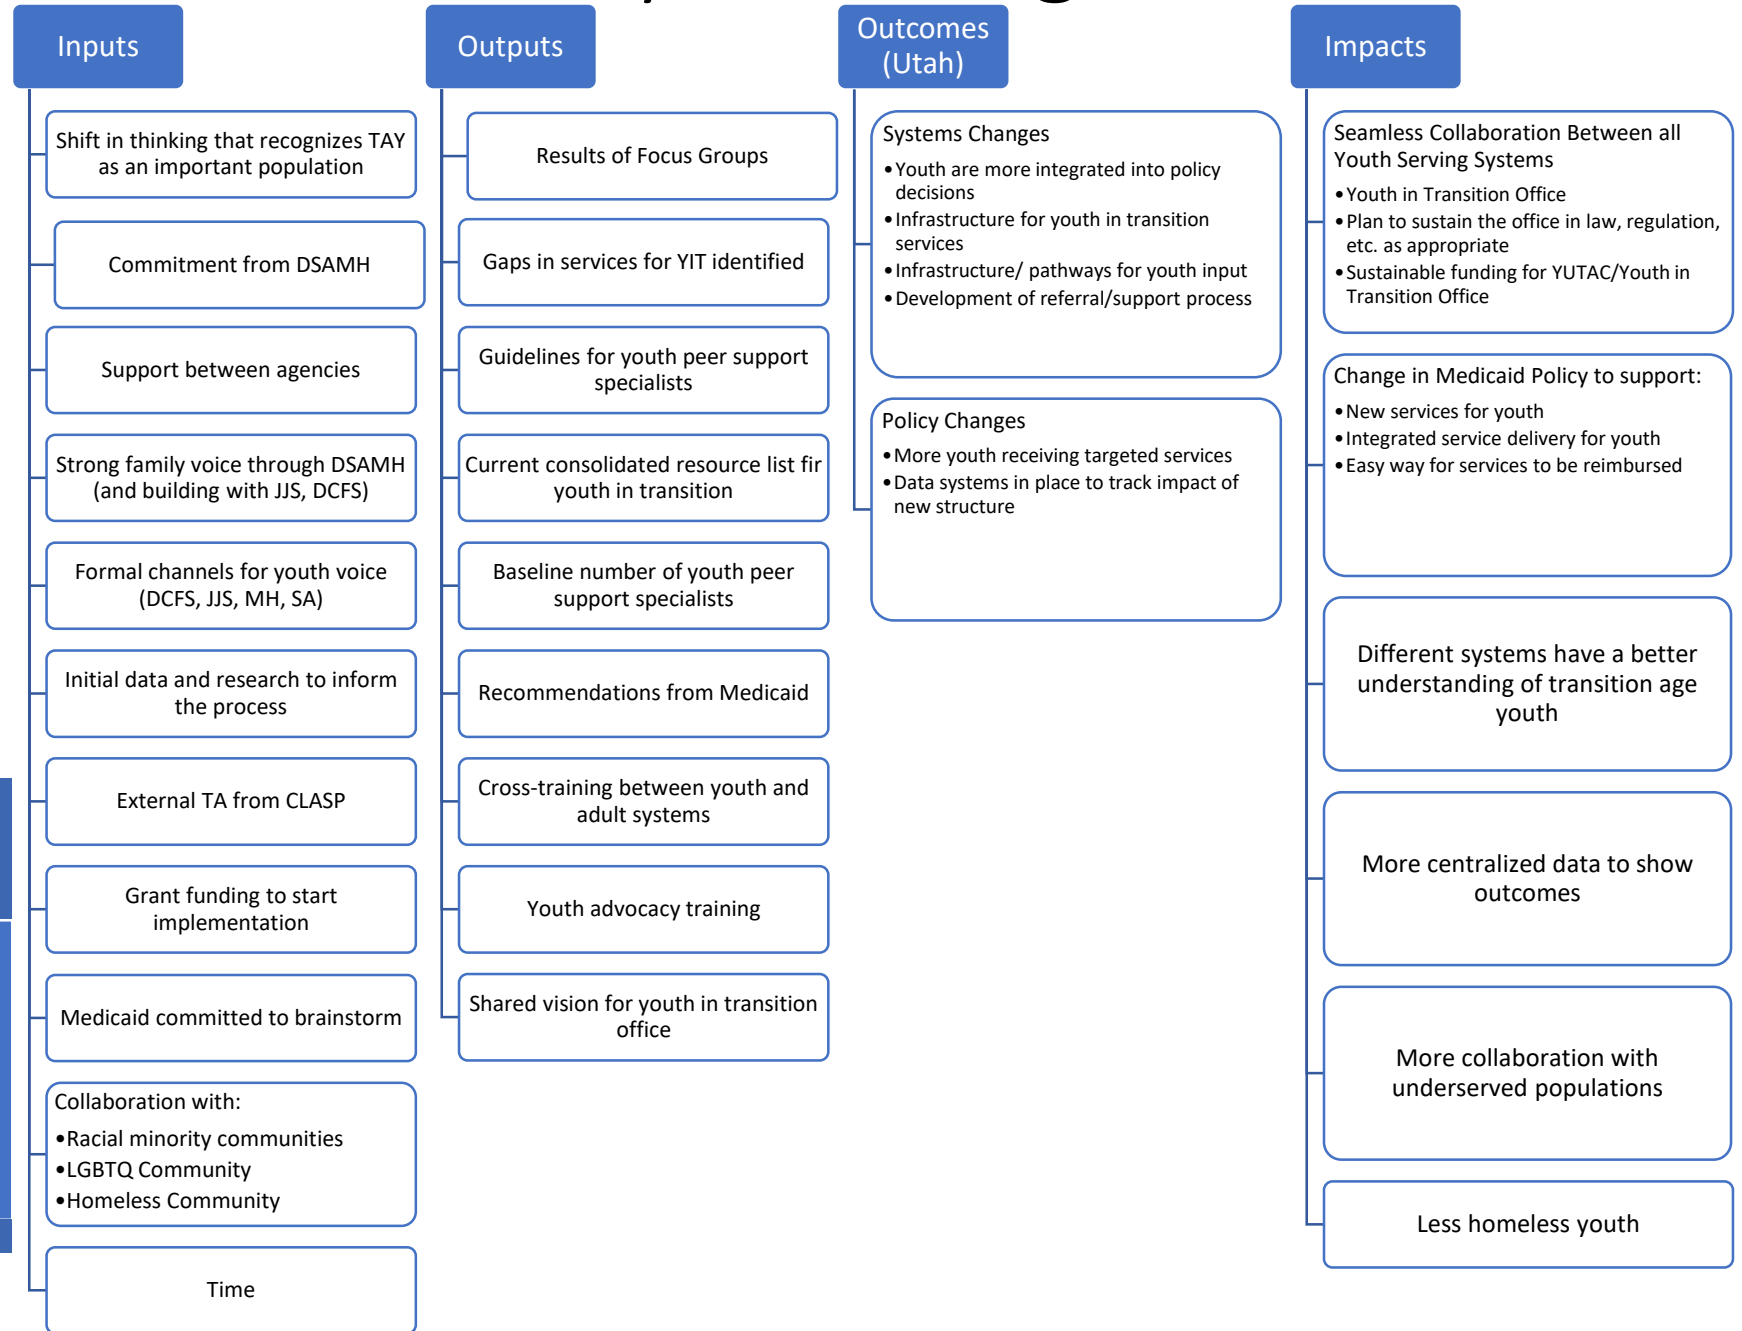 Inputs
Shift in thinking that recognizes TAY
as an important population
Commitment from DSAMH
Support between agencies
Strong family voice through DSAMH
(and building with JJS, DCFS)
Formal channels for youth voice
(DCFS, JJS, MH, SA)
Initial data and research to inform
the process
External TA from CLASP
Grant funding to start
implementation
Medicaid committed to brainstorm
Collaboration with:
•Racial minority communities
•LGBTQ Community
•Homeless Community
Time
Outputs
Results of Focus Groups
Gaps in services for YIT identified
Guidelines for youth peer support
specialists
Current consolidated resource list fir
youth in transition
Baseline number of youth peer
support specialists
Recommendations from Medicaid
Cross-training between youth and
adult systems
Youth advocacy training
Shared vision for youth in transition
office
Outcomes
(Utah)
Systems Changes
•Youth are more integrated into policy
decisions
•Infrastructure for youth in transition
services
•Infrastructure/ pathways for youth input
•Development of referral/support process
Policy Changes
•More youth receiving targeted services
•Data systems in place to track impact of
new structure
Impacts
Seamless Collaboration Between all
Youth Serving Systems
•Youth in Transition Office
•Plan to sustain the office in law, regulation,
etc. as appropriate
•Sustainable funding for YUTAC/Youth in
Transition Office
Change in Medicaid Policy to support:
•New services for youth
•Integrated service delivery for youth
•Easy way for services to be reimbursed
Different systems have a better
understanding of transition age
youth
More centralized data to show
outcomes
More collaboration with
underserved populations
Less homeless youth